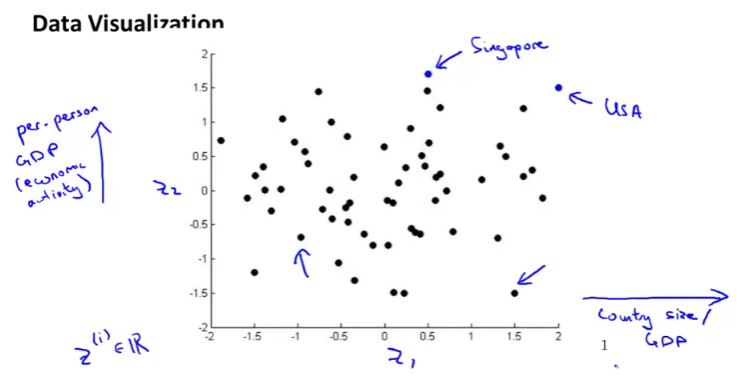 Data Visualization
Singapore
USA
per-person
GDP
(economic
activity)
z₂
2
1.5
1
0.5
0
-0.5
-1
-1.5
-2
-2 -1.5 -1 -0.5 0 0.5 1 1.5 2
z₁
z⁽ⁱ⁾ ∈ ℝ
Country size/
GDP
1